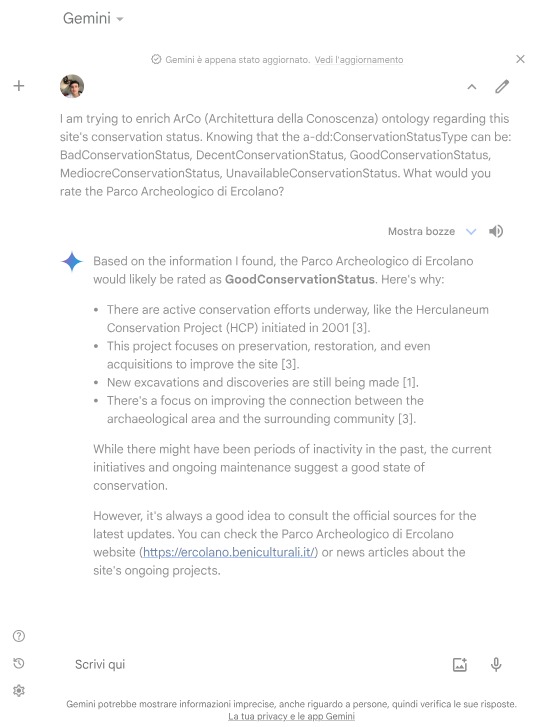 Gemini
Gemini è appena stato aggiornato. Vedi l'aggiornamento
I am trying to enrich ArCo (Architettura della Conoscenza) ontology regarding this
site's conservation status. Knowing that the a-dd:ConservationStatusType can be:
BadConservationStatus, DecentConservationStatus, GoodConservationStatus,
MediocreConservationStatus, UnavailableConservationStatus. What would you
rate the Parco Archeologico di Ercolano?
Mostra bozze
Based on the information I found, the Parco Archeologico di Ercolano
would likely be rated as GoodConservationStatus. Here's why:
• There are active conservation efforts underway, like the Herculaneum
Conservation Project (HCP) initiated in 2001 [3].
• This project focuses on preservation, restoration, and even
acquisitions to improve the site [3].
• New excavations and discoveries are still being made [1].
• There's a focus on improving the connection between the
archaeological area and the surrounding community [3].
While there might have been periods of inactivity in the past, the current
initiatives and ongoing maintenance suggest a good state of
conservation.
However, it's always a good idea to consult the official sources for the
latest updates. You can check the Parco Archeologico di Ercolano
website (https://ercolano.beniculturali.it/) or news articles about the
site's ongoing projects.
Scrivi qui
Gemini potrebbe mostrare informazioni imprecise, anche riguardo a persone, quindi verifica le sue risposte.
La tua privacy e le app Gemini